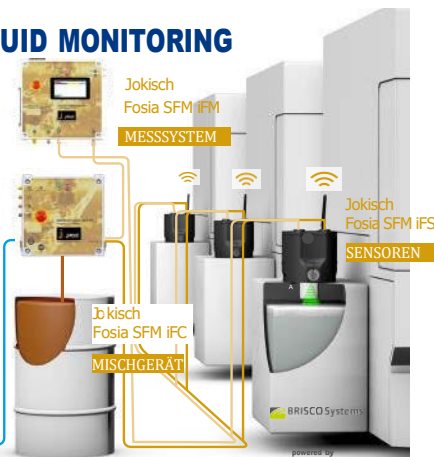 UID MONITORING
Jokisch
Fosia SFM iFM
MESSSYSTEM
Jokisch
Fosia SFM iFS
SENSOREN
Jokisch
Fosia SFM iFC
MISCHGERÄT
A
BRISCO Systems
powered by